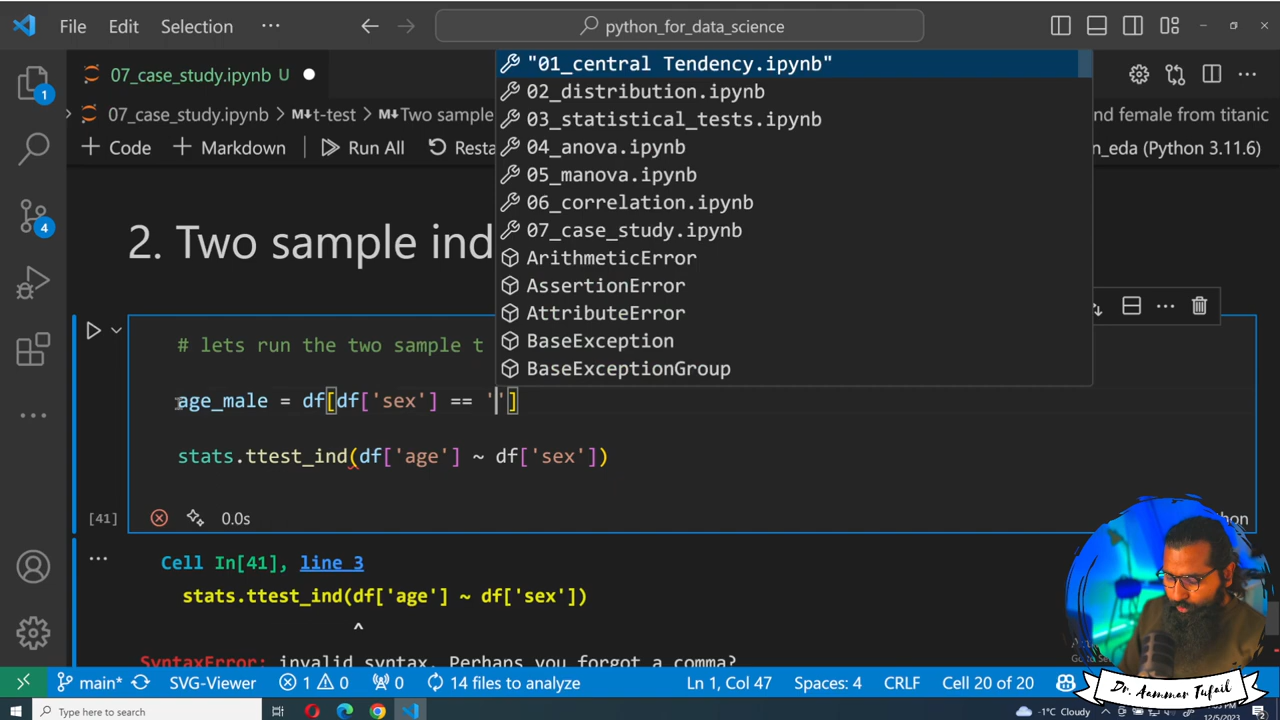 File Edit Selection ··· python_for_data_science
07_case_study.ipynb U
07_case_study.ipynb > M↓t-test > M↓Two sample nd female from titanic
+ Code + Markdown Run All Resta n_eda (Python 3.11.6)
"01_central Tendency.ipynb"
02_distribution.ipynb
03_statistical_tests.ipynb
04_anova.ipynb
05_manova.ipynb
06_correlation.ipynb
07_case_study.ipynb
ArithmeticError
AssertionError
AttributeError
BaseException
BaseExceptionGroup
1
4
2. Two sample ind
# lets run the two sample t
age_male = df[df['sex'] == '']
stats.ttest_ind(df['age'] ~ df['sex'])
[41] 0.0s hon
Cell In[41], line 3
stats.ttest_ind(df['age'] ~ df['sex'])
^
SyntaxError: invalid syntax. Perhaps you forgot a comma?
main* SVG-Viewer 1 0 0 14 files to analyze Ln 1, Col 47 Spaces: 4 CRLF Cell 20 of 20
Dr. Aammar Tufail
Type here to search -1°C Cloudy 12/5/2023